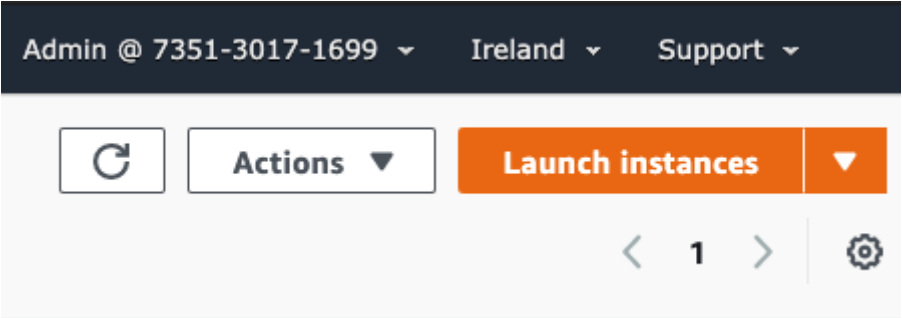 Admin @ 7351-3017-1699 Ireland Support
Actions Launch instances
1